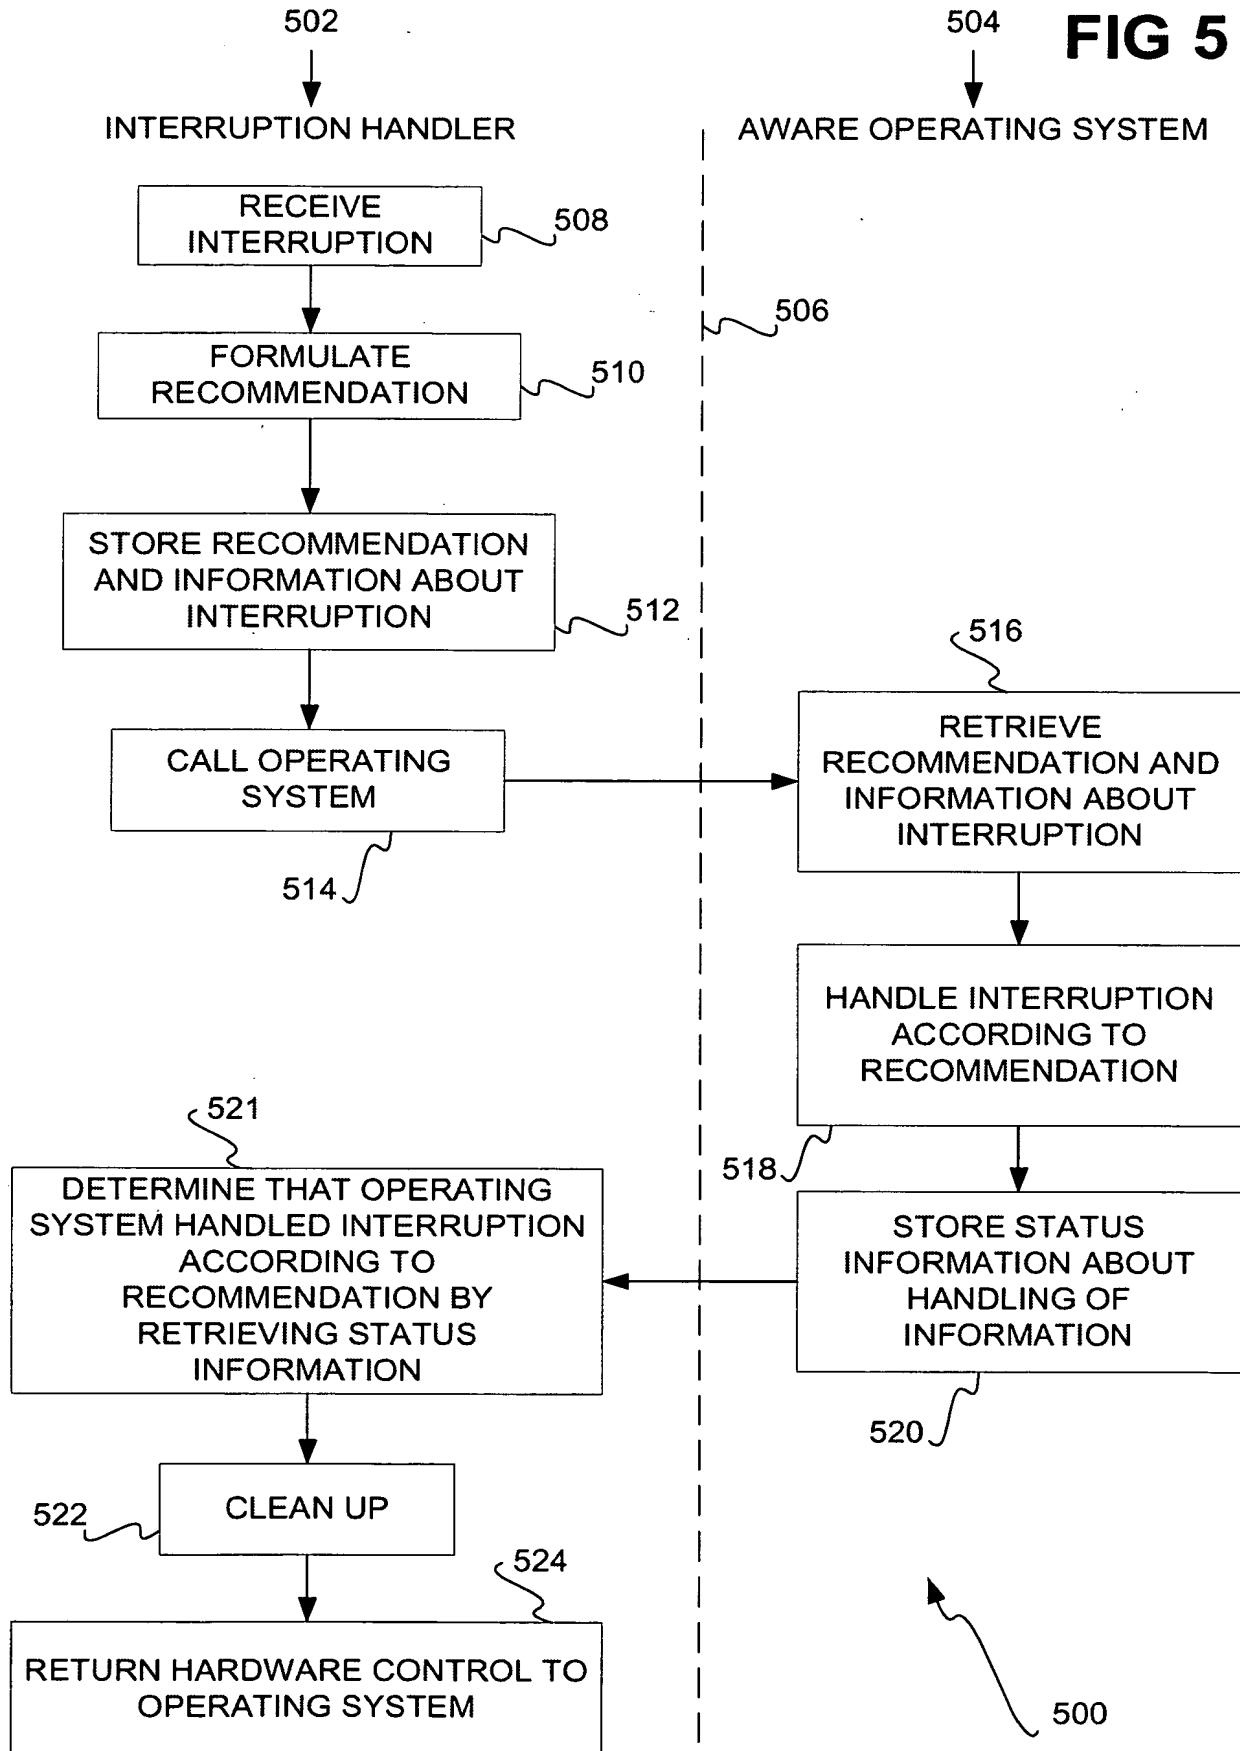 502
504
FIG 5
INTERRUPTION HANDLER
AWARE OPERATING SYSTEM
RECEIVE
INTERRUPTION
508
506
FORMULATE
RECOMMENDATION
510
STORE RECOMMENDATION
AND INFORMATION ABOUT
INTERRUPTION
512
CALL OPERATING
SYSTEM
514
516
RETRIEVE
RECOMMENDATION AND
INFORMATION ABOUT
INTERRUPTION
HANDLE INTERRUPTION
ACCORDING TO
RECOMMENDATION
518
STORE STATUS
INFORMATION ABOUT
HANDLING OF
INFORMATION
520
521
DETERMINE THAT OPERATING
SYSTEM HANDLED INTERRUPTION
ACCORDING TO
RECOMMENDATION BY
RETRIEVING STATUS
INFORMATION
CLEAN UP
522
524
RETURN HARDWARE CONTROL TO
OPERATING SYSTEM
500